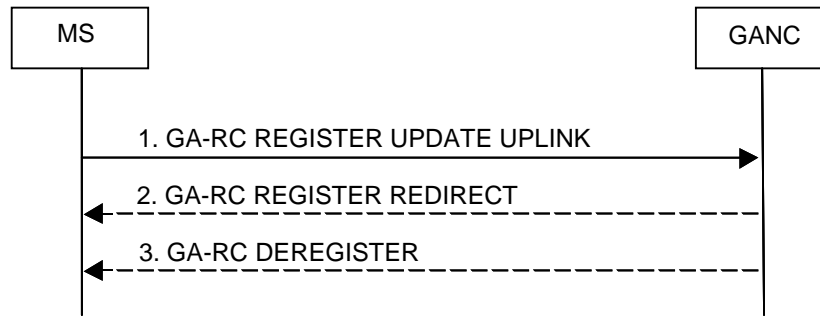 MS
GANC
1. GA-RC REGISTER UPDATE UPLINK
2. GA-RC REGISTER REDIRECT
3. GA-RC DEREGISTER